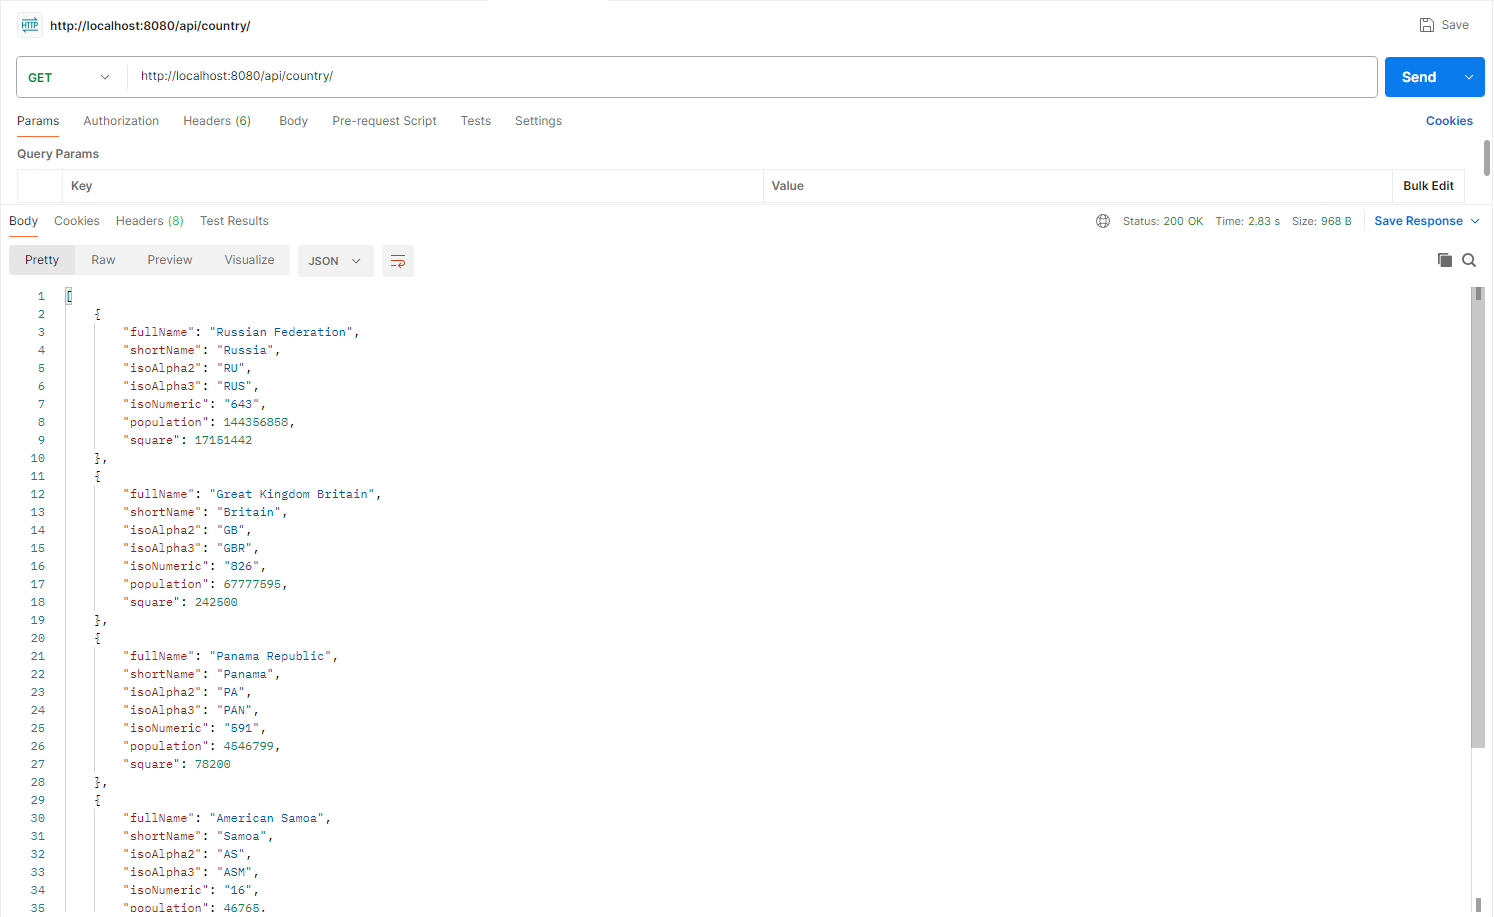 HTTP http://localhost:8080/api/country/ Save
GET http://localhost:8080/api/country/ Send
Params Authorization Headers (6) Body Pre-request Script Tests Settings Cookies
Query Params
Key Value Bulk Edit
Body Cookies Headers (8) Test Results Status: 200 OK Time: 2.83 s Size: 968 B Save Response
Pretty Raw Preview Visualize JSON
1 [
2 {
3 "fullName": "Russian Federation",
4 "shortName": "Russia",
5 "isoAlpha2": "RU",
6 "isoAlpha3": "RUS",
7 "isoNumeric": "643",
8 "population": 144356858,
9 "square": 17151442
10 },
11 {
12 "fullName": "Great Kingdom Britain",
13 "shortName": "Britain",
14 "isoAlpha2": "GB",
15 "isoAlpha3": "GBR",
16 "isoNumeric": "826",
17 "population": 67777595,
18 "square": 242500
19 },
20 {
21 "fullName": "Panama Republic",
22 "shortName": "Panama",
23 "isoAlpha2": "PA",
24 "isoAlpha3": "PAN",
25 "isoNumeric": "591",
26 "population": 4546799,
27 "square": 78200
28 },
29 {
30 "fullName": "American Samoa",
31 "shortName": "Samoa",
32 "isoAlpha2": "AS",
33 "isoAlpha3": "ASM",
34 "isoNumeric": "16",
35 "population": 46765,